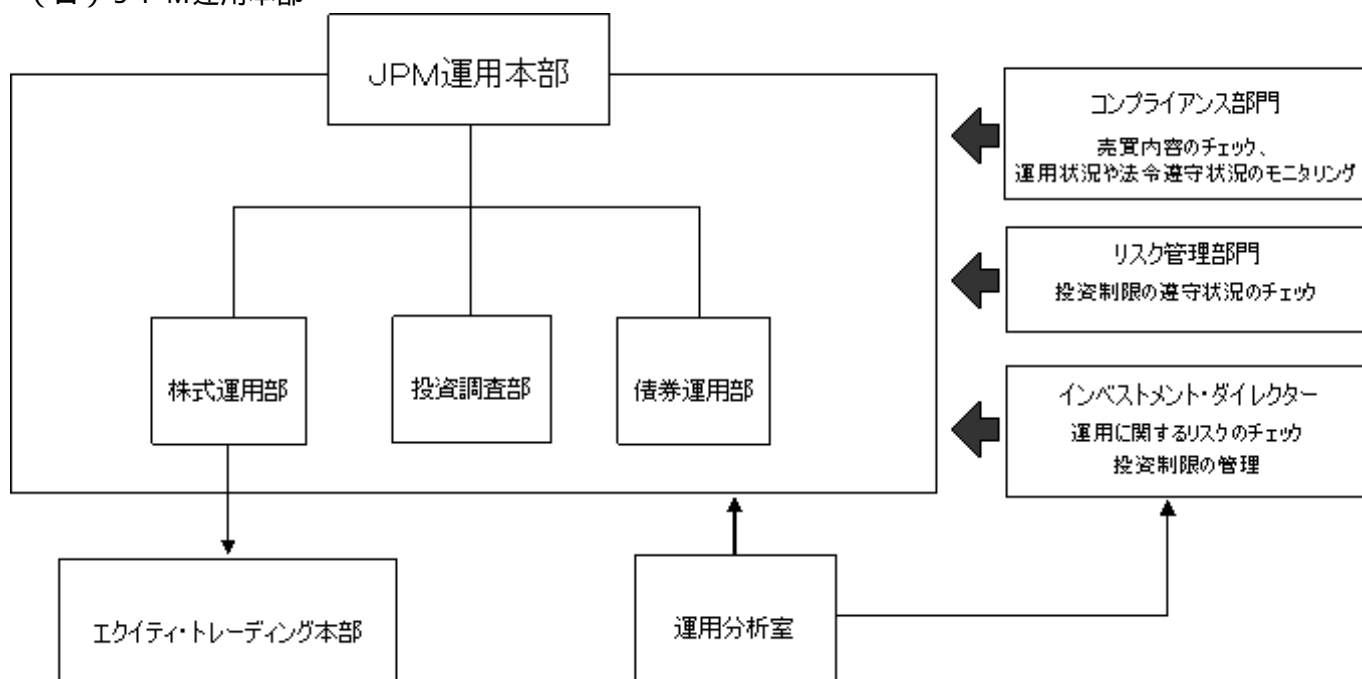 JPM運用本部
コンプライアンス部門
売買内容のチェック、
運用状況や法令遵守状況のモニタリング
リスク管理部門
投資制限の遵守状況のチェック
株式運用部
投資調査部
債券運用部
インベストメント・ダイレクター
運用に関するリスクのチェック
投資制限の管理
エクイティ・トレーディング本部
運用分析室